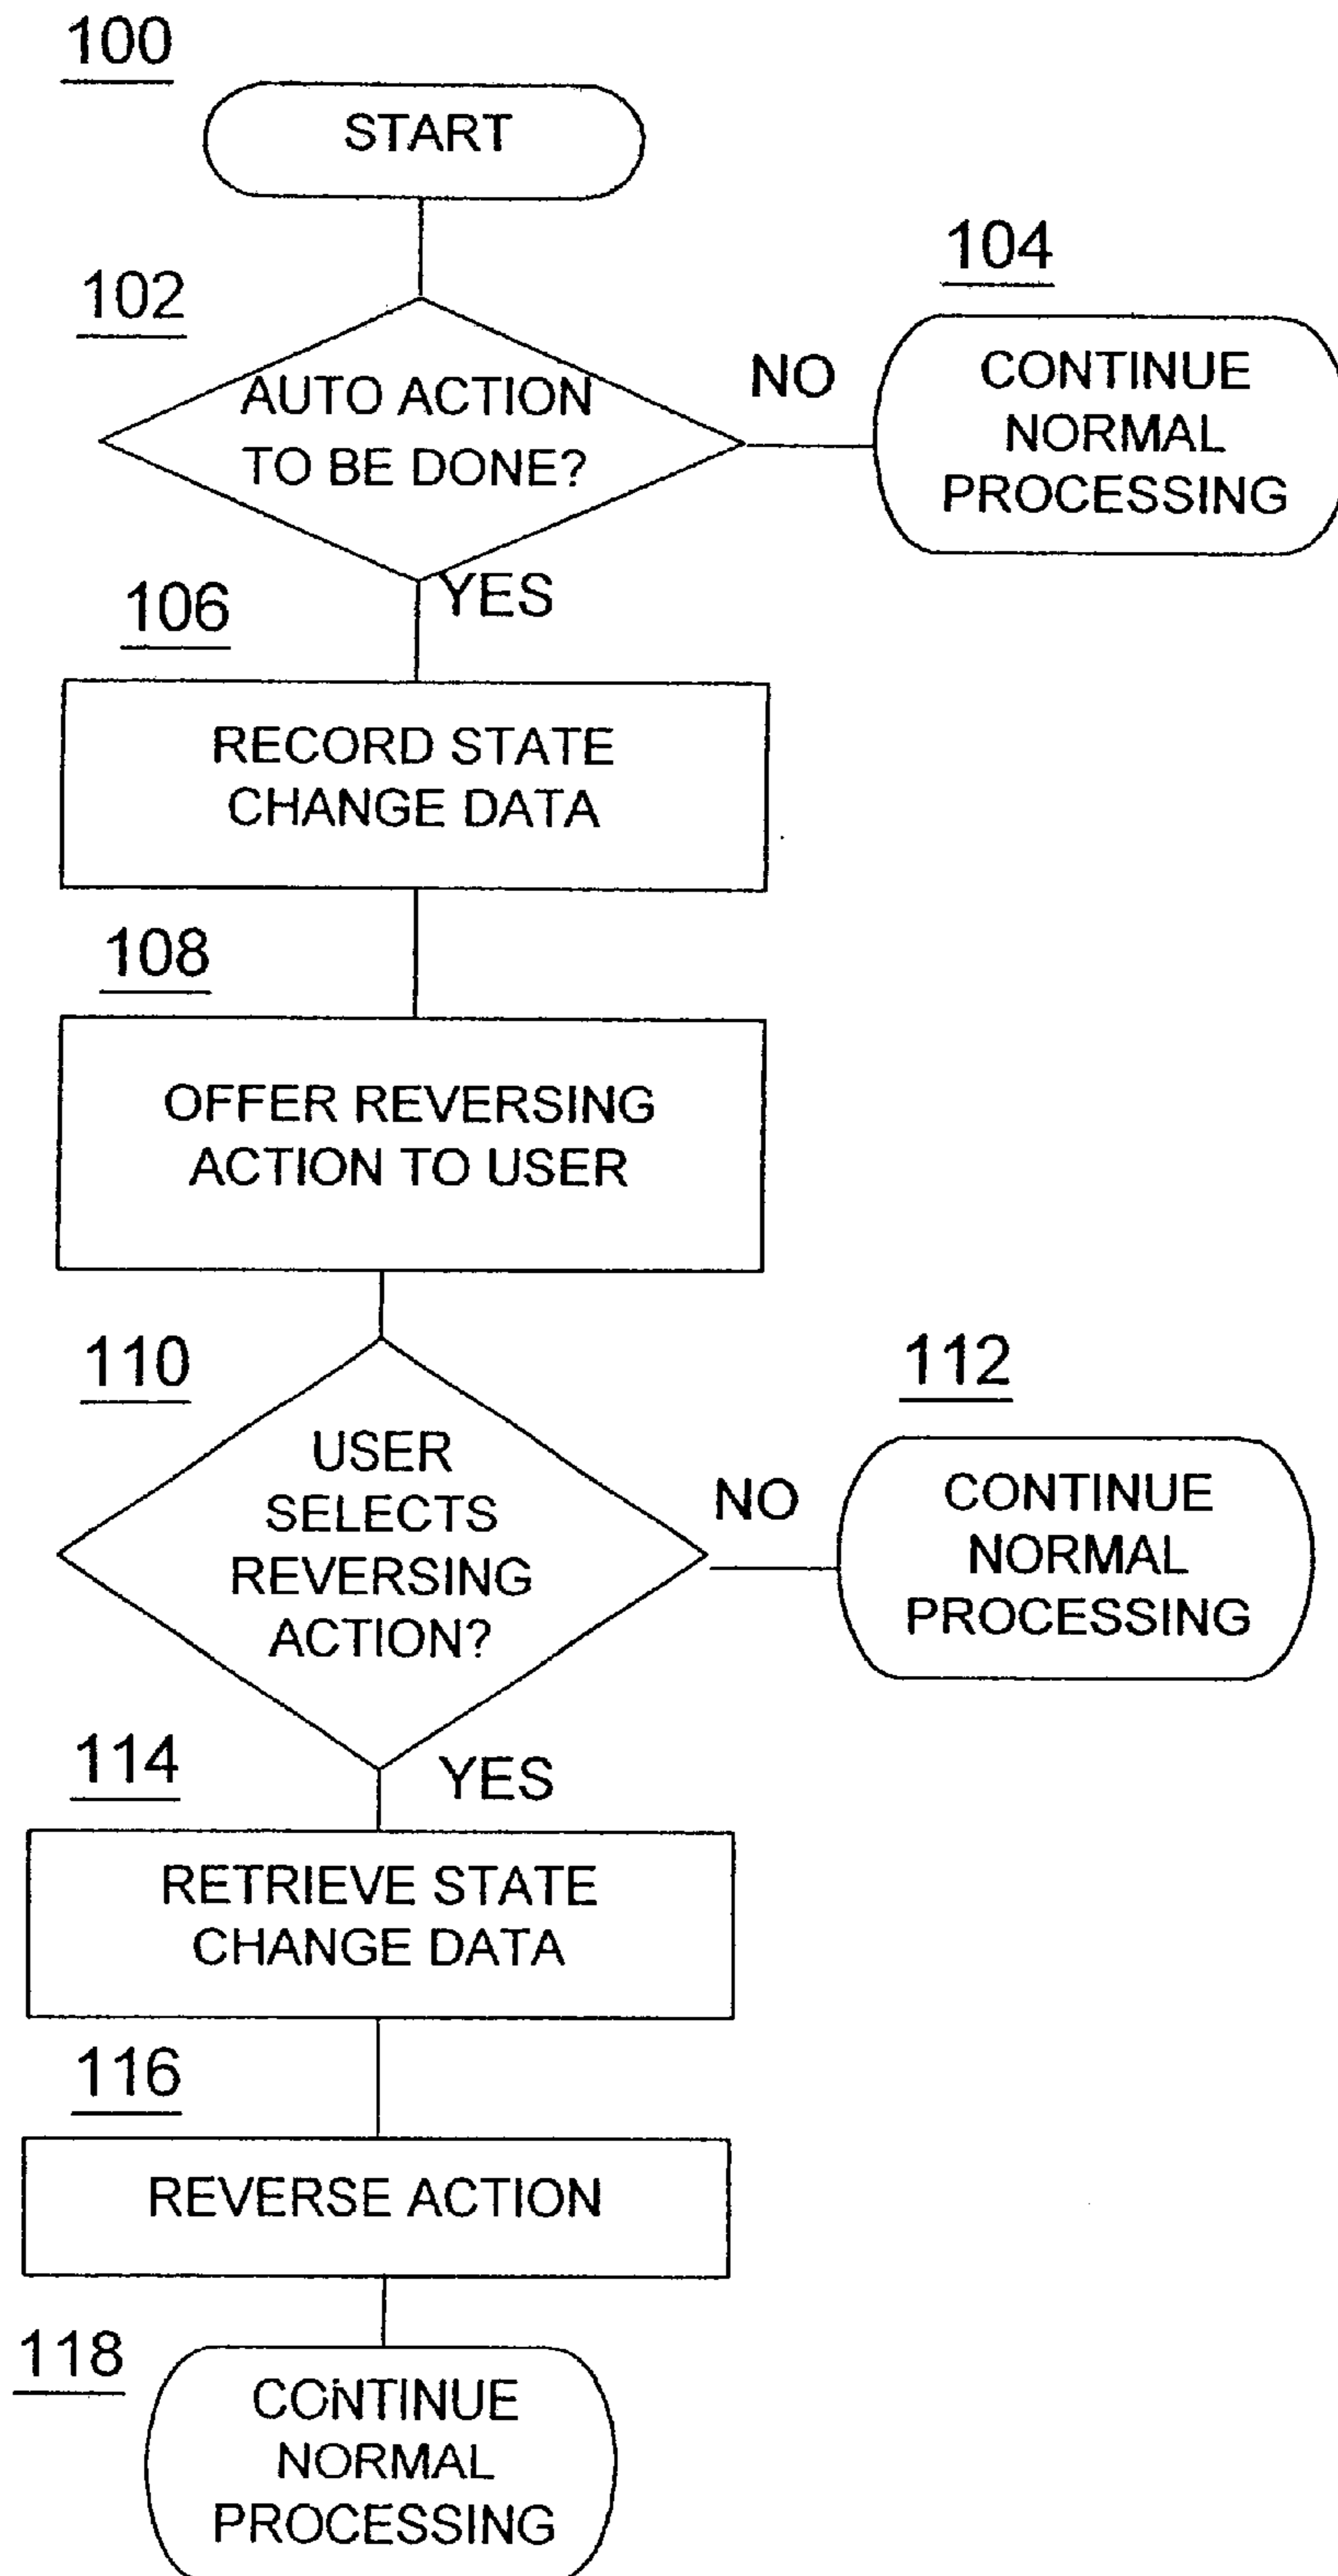 100
START
102
104
AUTO ACTION
TO BE DONE?
NO
CONTINUE
NORMAL
PROCESSING
YES
106
RECORD STATE
CHANGE DATA
108
OFFER REVERSING
ACTION TO USER
110
112
USER
SELECTS
REVERSING
ACTION?
NO
CONTINUE
NORMAL
PROCESSING
YES
114
RETRIEVE STATE
CHANGE DATA
116
REVERSE ACTION
118
CONTINUE
NORMAL
PROCESSING